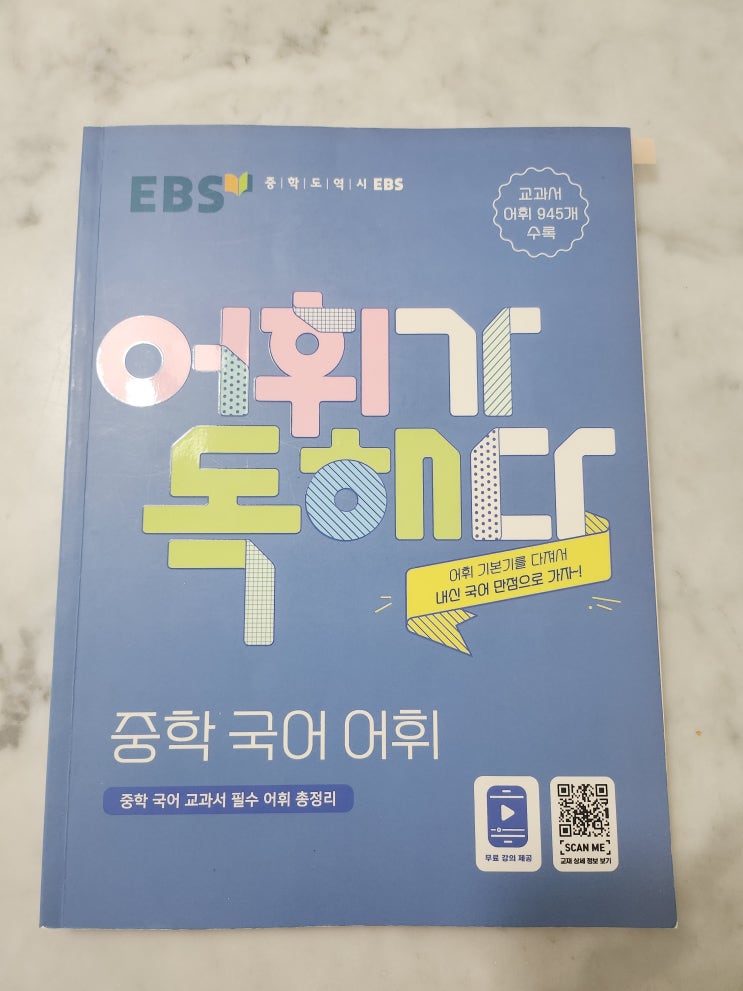 EBS 중|학|도|역|시 EBS
교과서
어휘 945개
수록
어휘가
독해다
어휘 기본기를 다져서
내신 국어 만점으로 가자~!
중학 국어 어휘
중학 국어 교과서 필수 어휘 총정리
무료 강의 제공
SCAN ME
교재 상세 정보 보기